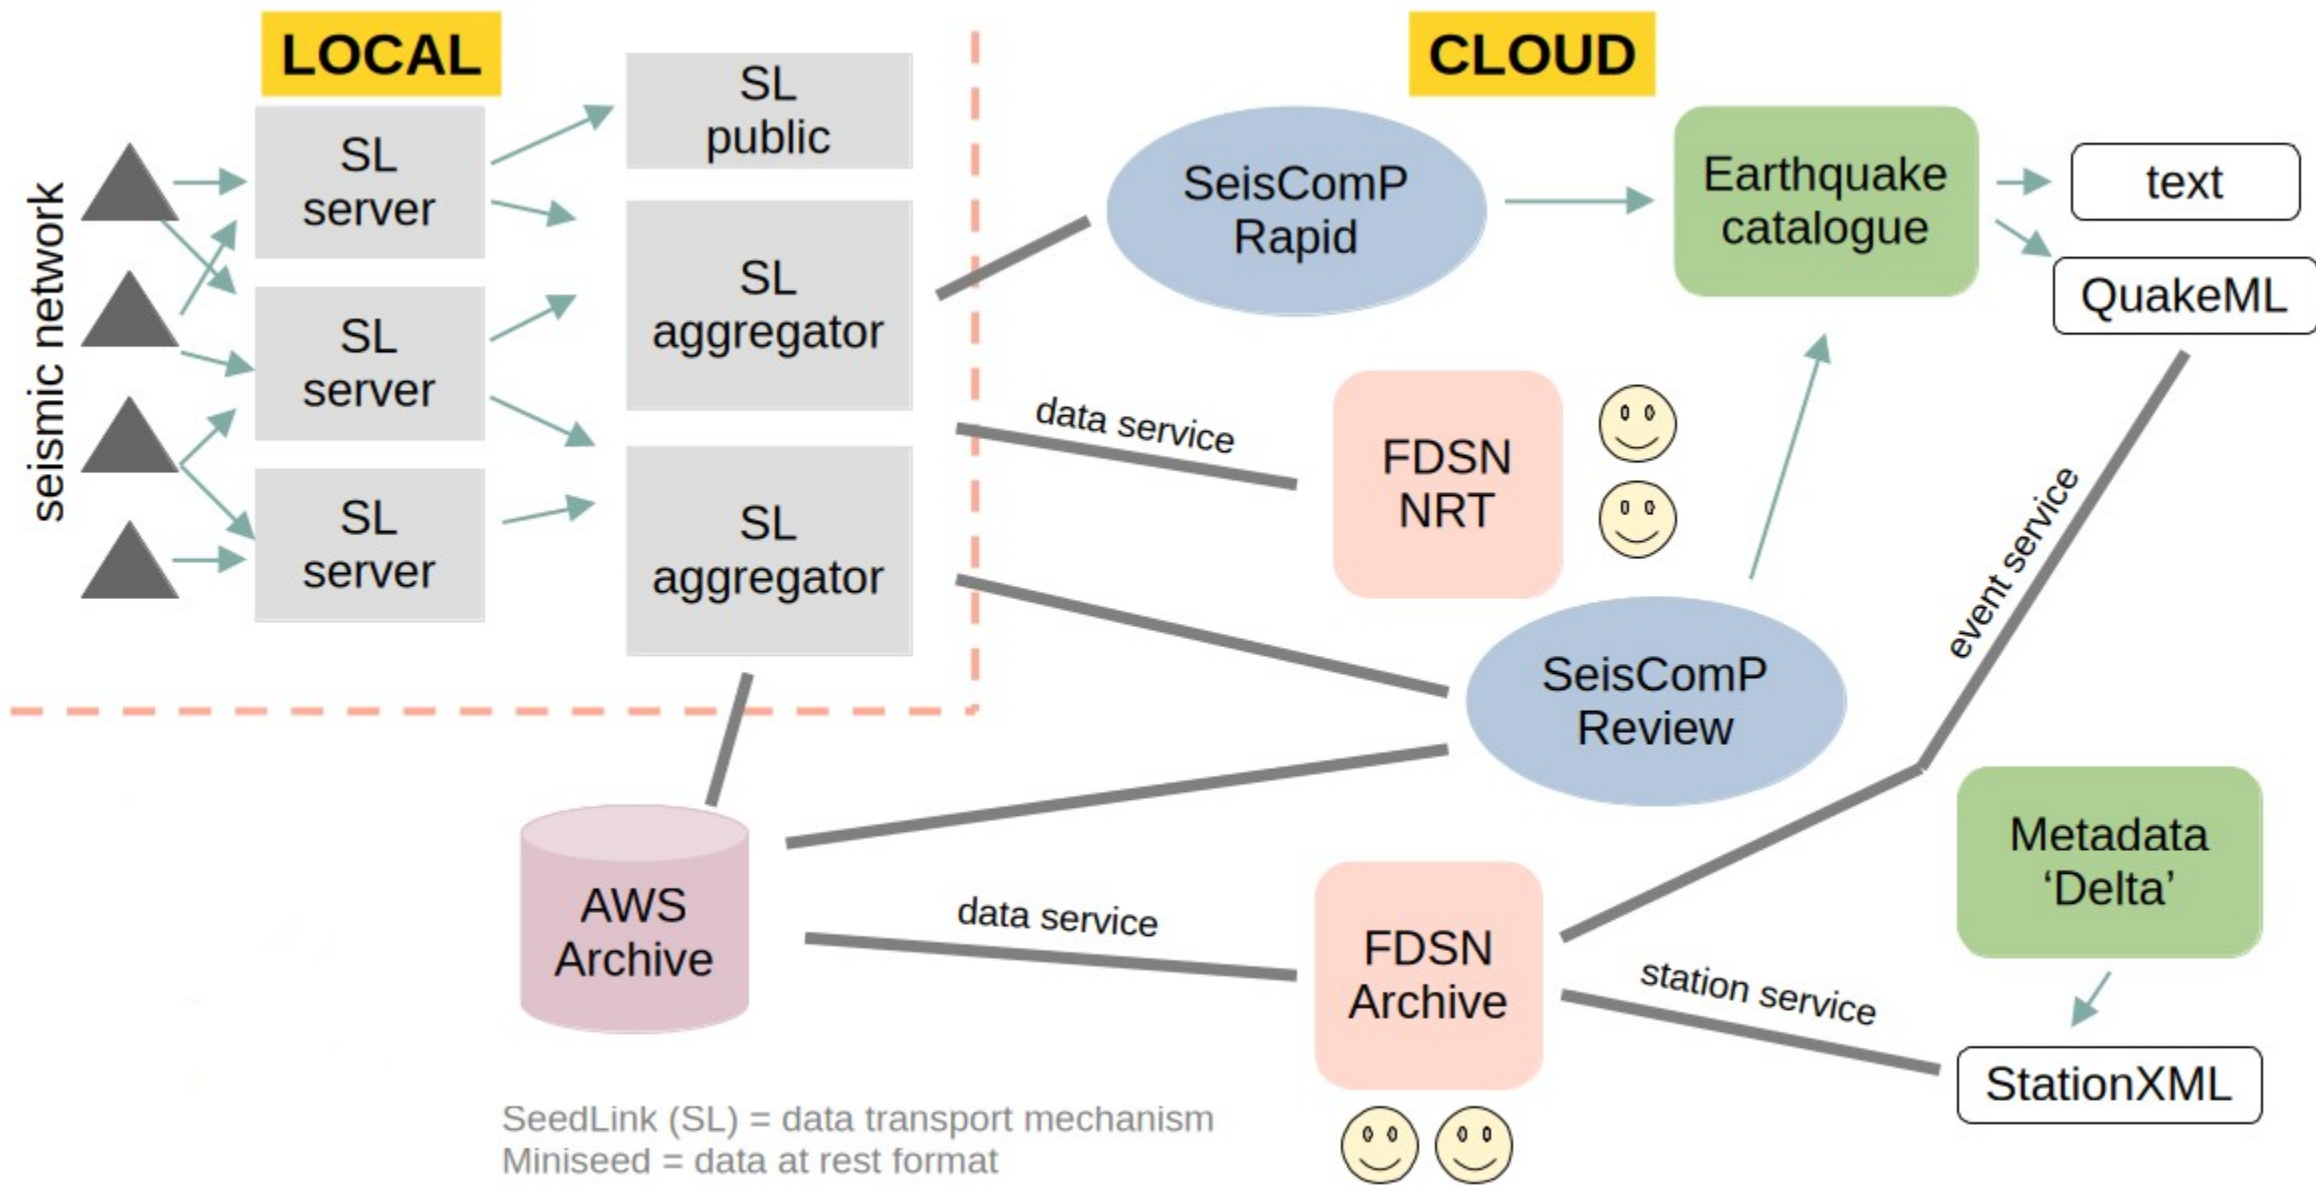 LOCAL
CLOUD
seismic network
SL
server
SL
server
SL
server
SL
public
SL
aggregator
SL
aggregator
SeisComP
Rapid
Earthquake
catalogue
text
QuakeML
data service
FDSN
NRT
event service
SeisComP
Review
AWS
Archive
data service
FDSN
Archive
station service
Metadata
‘Delta’
StationXML
SeedLink (SL) = data transport mechanism
Miniseed = data at rest format